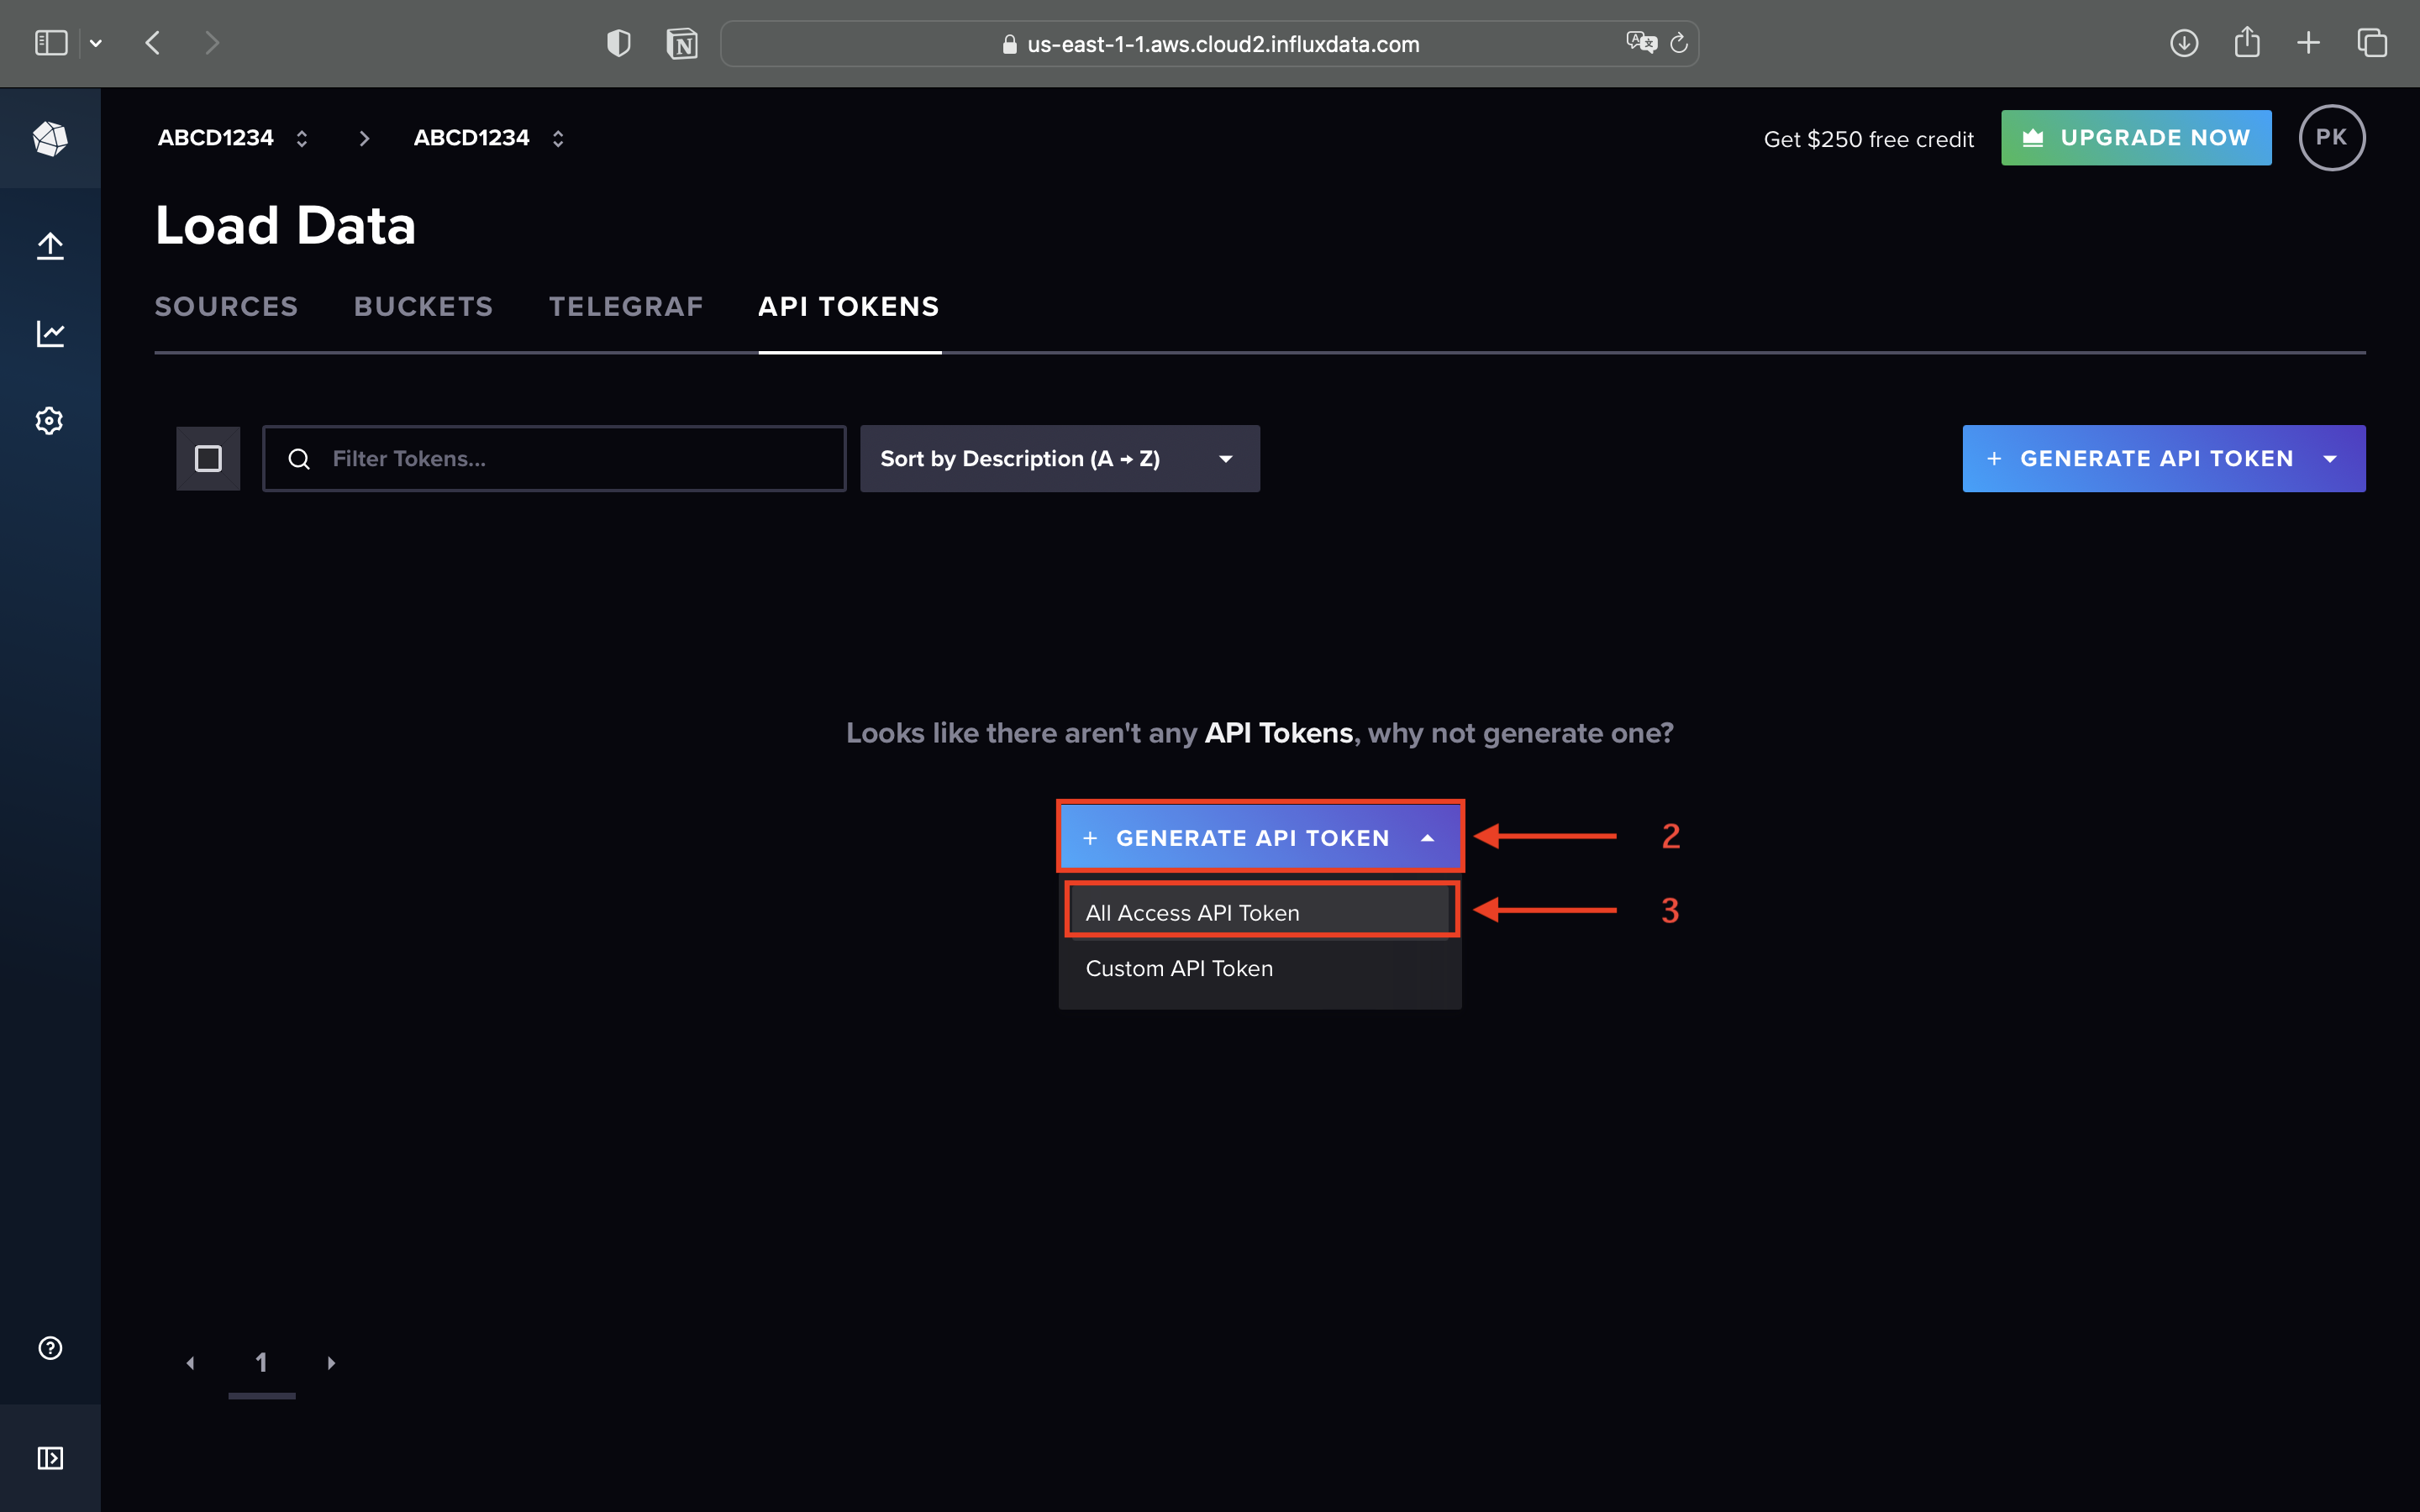 us-east-1-1.aws.cloud2.influxdata.com
ABCD1234 ABCD1234 Get $250 free credit UPGRADE NOW PK
Load Data
SOURCES BUCKETS TELEGRAF API TOKENS
Filter Tokens... Sort by Description (A → Z) + GENERATE API TOKEN
Looks like there aren't any API Tokens, why not generate one?
+ GENERATE API TOKEN 2
All Access API Token 3
Custom API Token
1